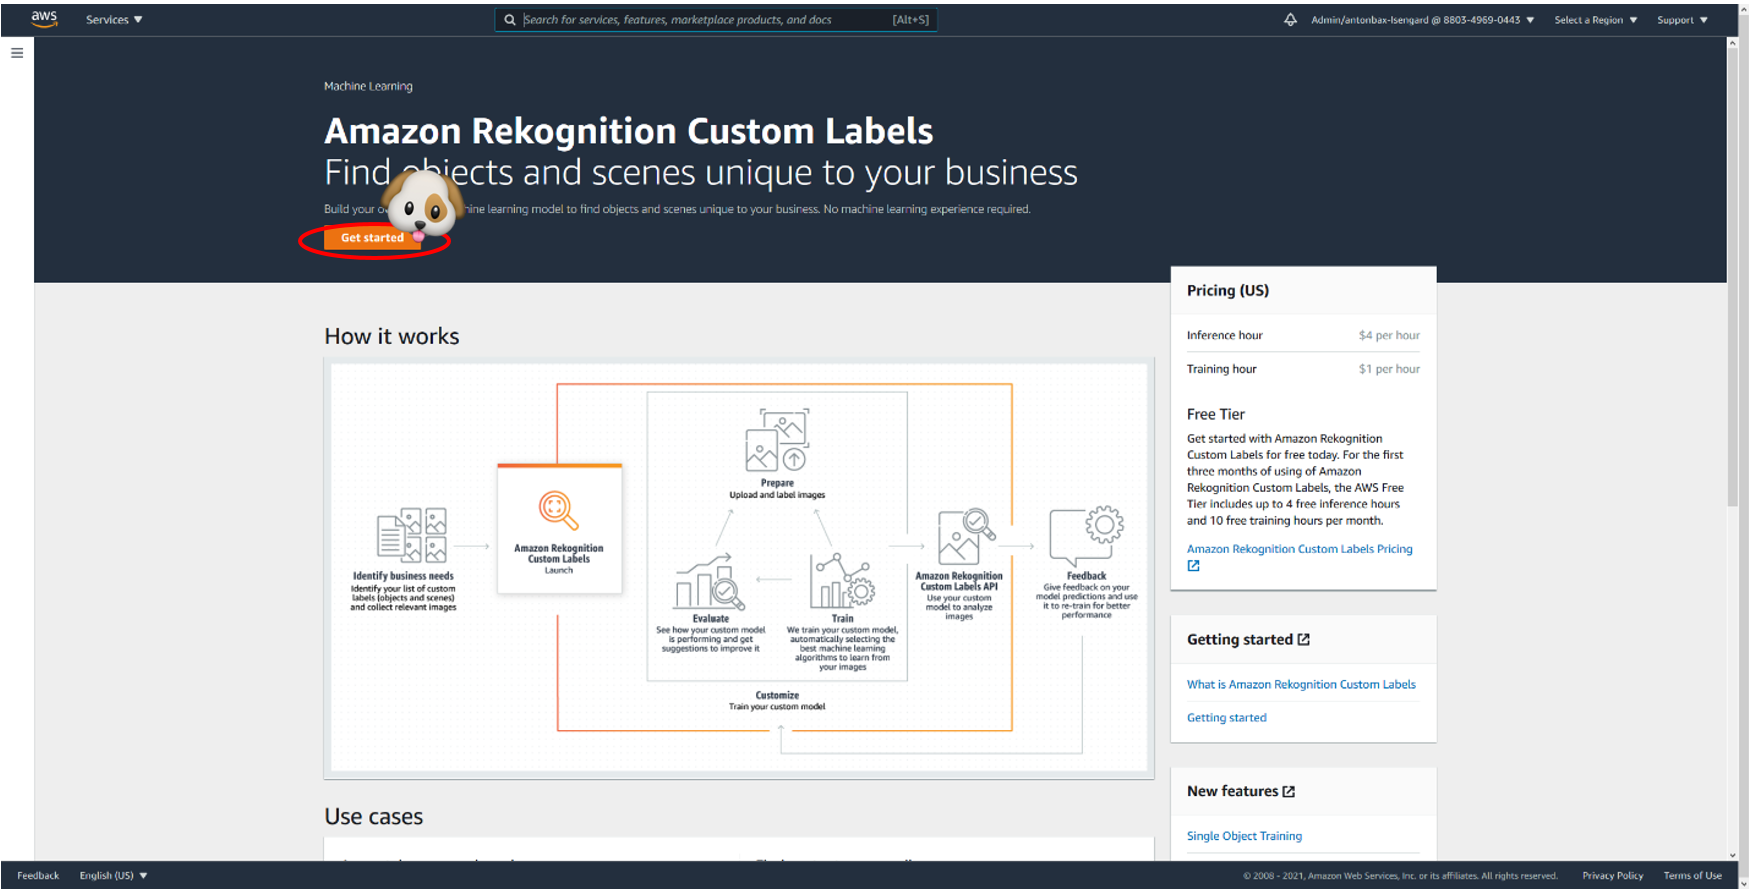 aws
Services
Search for services, features, marketplace products, and docs
[Alt+S]
Admin/antonbax-Isengard @ 8803-4969-0443
Select a Region
Support
Machine Learning
Amazon Rekognition Custom Labels
Find objects and scenes unique to your business
Build your machine learning model to find objects and scenes unique to your business. No machine learning experience required.
Get started
How it works
Identify business needs
Identify your list of custom
labels (objects and scenes)
and collect relevant images
Amazon Rekognition
Custom Labels
Launch
Prepare
Upload and label images
Evaluate
See how your custom model
is performing and get
suggestions to improve it
Train
We train your custom model,
automatically selecting the
best machine learning
algorithms to learn from
your images
Customize
Train your custom model
Amazon Rekognition
Custom Labels API
Use your custom
model to analyze
images
Feedback
Give feedback on your
model predictions and use
it to re-train for better
performance
Use cases
Pricing (US)
Inference hour
$4 per hour
Training hour
$1 per hour
Free Tier
Get started with Amazon Rekognition
Custom Labels for free today. For the first
three months of using of Amazon
Rekognition Custom Labels, the AWS Free
Tier includes up to 4 free inference hours
and 10 free training hours per month.
Amazon Rekognition Custom Labels Pricing
Getting started
What is Amazon Rekognition Custom Labels
Getting started
New features
Single Object Training
Feedback
English (US)
© 2008 - 2021, Amazon Web Services, Inc. or its affiliates. All rights reserved.
Privacy Policy
Terms of Use